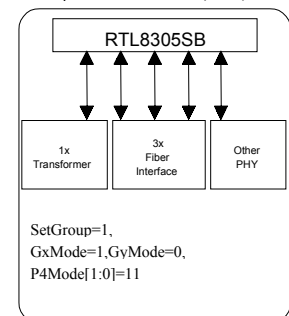 RTL8305SB
1x
Transformer
3x
Fiber
Interface
Other
PHY
SetGroup=1,
GxMode=1,GyMode=0,
P4Mode[1:0]=11